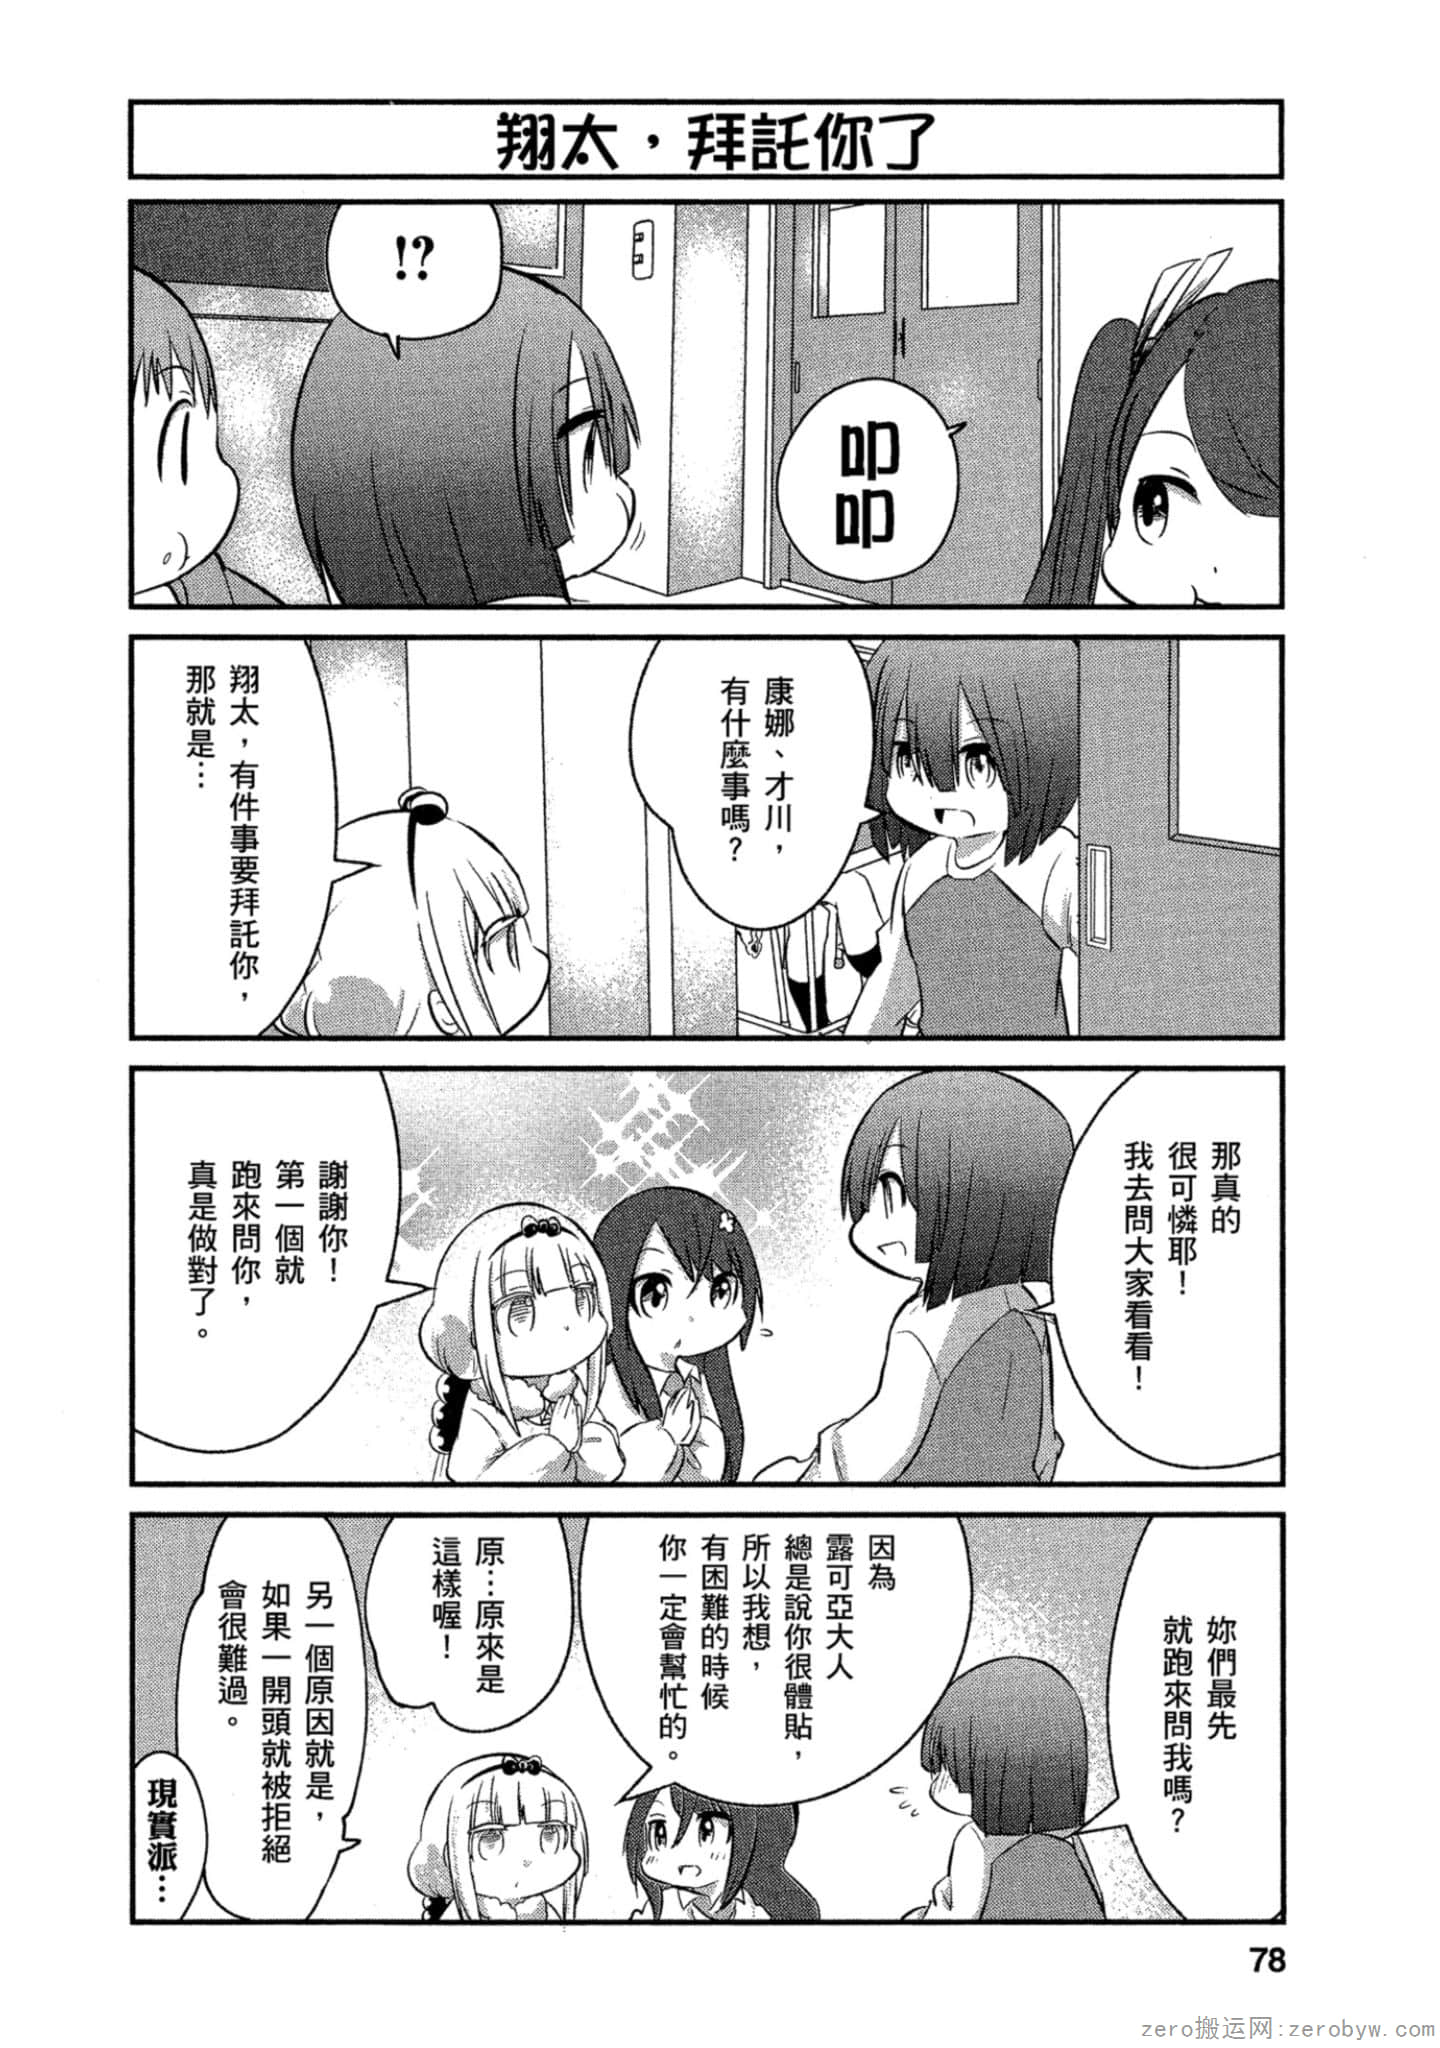 翔太，拜託你了
叩
叩
!?
康娜、才川，
有什麼事嗎？
翔太，有件事要拜託你，
那就是…
那真的
很可憐耶！
我去問大家看看！
謝謝你！
第一個就
跑來問你，
真是做對了。
妳們最先
就跑來問我嗎？
因為
露可亞大人
總是說你很體貼，
所以我想，
有困難的時候
你一定會幫忙的。
原…原來是
這樣喔！
另一個原因就是，
如果一開頭就被拒絕
會很難過。
現實派…
78
zero搬运网:zerobyw.com